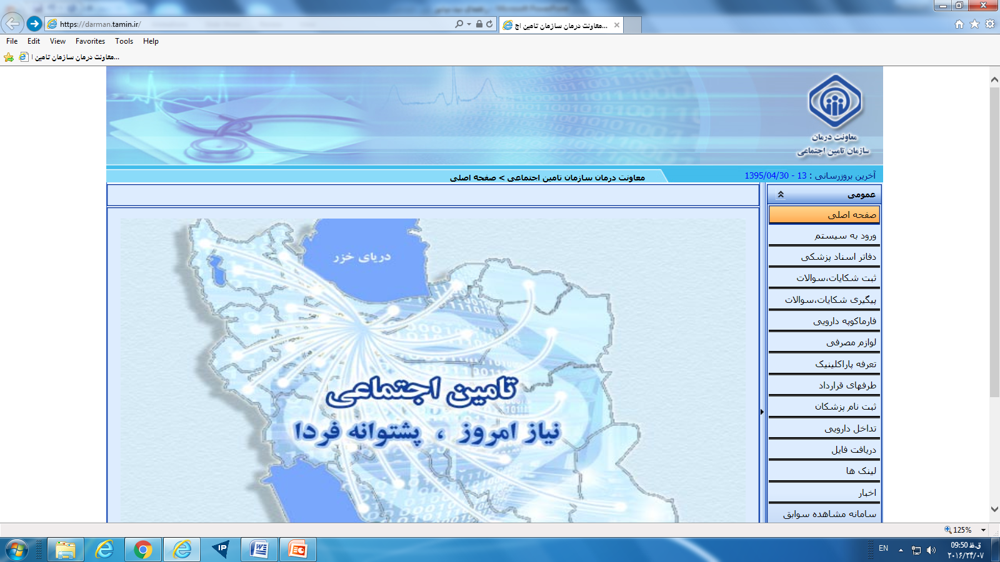 https://darman.tamin.ir/
معاونت درمان سازمان تامین اج...
File Edit View Favorites Tools Help
معاونت درمان سازمان تامین ا...
معاونت درمان
سازمان تامین اجتماعی
آخرین بروزرسانی : 13 - 1395/04/30
معاونت درمان سازمان تامین اجتماعی > صفحه اصلی
عمومی
صفحه اصلی
ورود به سیستم
دفاتر اسناد پزشکی
ثبت شکایات،سوالات
پیگیری شکایات،سوالات
فارماکوپه دارویی
لوازم مصرفی
تعرفه پاراکلینیک
طرفهای قرارداد
ثبت نام پزشکان
تداخل دارویی
دریافت فایل
لینک ها
اخبار
سامانه مشاهده سوابق
دریای خزر
تامین اجتماعی
نیاز امروز ، پشتوانه فردا
125%
EN
09:50 ق.ظ
۲۰۱۶/۲۴/۰۷